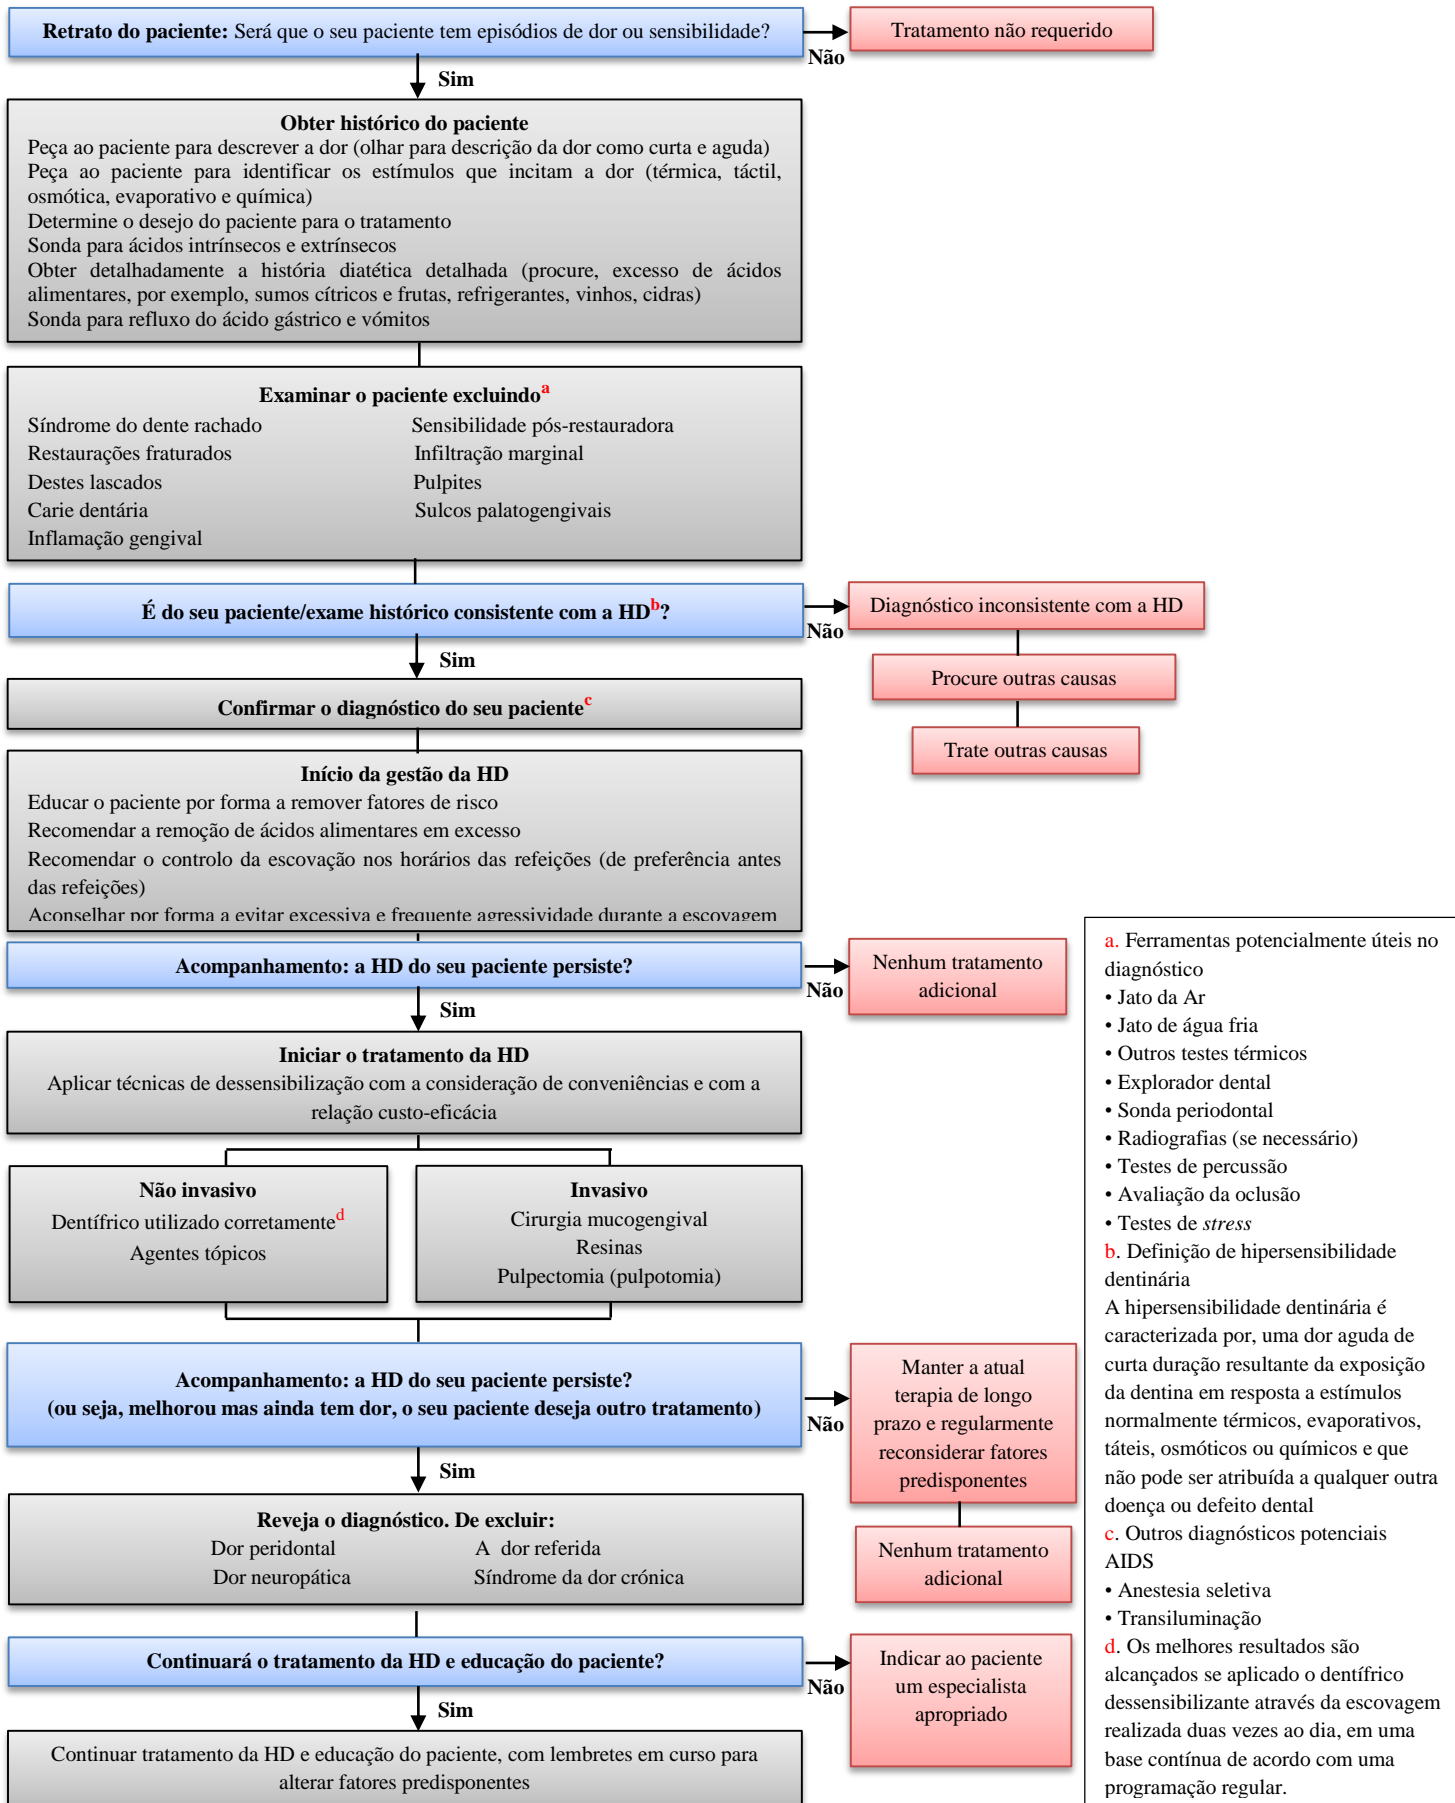 Retrato do paciente: Será que o seu paciente tem episódios de dor ou sensibilidade?
Não
Tratamento não requerido
Sim
Obter histórico do paciente
Peça ao paciente para descrever a dor (olhar para descrição da dor como curta e aguda)
Peça ao paciente para identificar os estímulos que incitam a dor (térmica, táctil,
osmótica, evaporativo e química)
Determine o desejo do paciente para o tratamento
Sonda para ácidos intrínsecos e extrínsecos
Obter detalhadamente a história diatética detalhada (procure, excesso de ácidos
alimentares, por exemplo, sumos cítricos e frutas, refrigerantes, vinhos, cidras)
Sonda para refluxo do ácido gástrico e vómitos
Examinar o paciente excluindoª
Síndrome do dente rachado
Sensibilidade pós-restauradora
Restaurações fraturados
Infiltração marginal
Destes lascados
Pulpites
Carie dentária
Sulcos palatogengivais
Inflamação gengival
É do seu paciente/exame histórico consistente com a HDb?
Não
Diagnóstico inconsistente com a HD
Procure outras causas
Trate outras causas
Sim
Confirmar o diagnóstico do seu pacientec
Início da gestão da HD
Educar o paciente por forma a remover fatores de risco
Recomendar a remoção de ácidos alimentares em excesso
Recomendar o controlo da escovação nos horários das refeições (de preferência antes
das refeições)
Aconselhar por forma a evitar excessiva e frequente agressividade durante a escovagem
Acompanhamento: a HD do seu paciente persiste?
Não
Nenhum tratamento
adicional
Sim
Iniciar o tratamento da HD
Aplicar técnicas de dessensibilização com a consideração de conveniências e com a
relação custo-eficácia
Não invasivo
Dentífrico utilizado corretamented
Agentes tópicos
Invasivo
Cirurgia mucogengival
Resinas
Pulpectomia (pulpotomia)
Acompanhamento: a HD do seu paciente persiste?
(ou seja, melhorou mas ainda tem dor, o seu paciente deseja outro tratamento)
Não
Manter a atual
terapia de longo
prazo e regularmente
reconsiderar fatores
predisponentes
Nenhum tratamento
adicional
Sim
Reveja o diagnóstico. De excluir:
Dor peridontal
A dor referida
Dor neuropática
Síndrome da dor crónica
Continuará o tratamento da HD e educação do paciente?
Não
Indicar ao paciente
um especialista
apropriado
Sim
Continuar tratamento da HD e educação do paciente, com lembretes em curso para
alterar fatores predisponentes
a. Ferramentas potencialmente úteis no
diagnóstico
• Jato da Ar
• Jato de água fria
• Outros testes térmicos
• Explorador dental
• Sonda periodontal
• Radiografias (se necessário)
• Testes de percussão
• Avaliação da oclusão
• Testes de stress
b. Definição de hipersensibilidade
dentinária
A hipersensibilidade dentinária é
caracterizada por, uma dor aguda de
curta duração resultante da exposição
da dentina em resposta a estímulos
normalmente térmicos, evaporativos,
táteis, osmóticos ou químicos e que
não pode ser atribuída a qualquer outra
doença ou defeito dental
c. Outros diagnósticos potenciais
AIDS
• Anestesia seletiva
• Transiluminação
d. Os melhores resultados são
alcançados se aplicado o dentífrico
dessensibilizante através da escovagem
realizada duas vezes ao dia, em uma
base contínua de acordo com uma
programação regular.